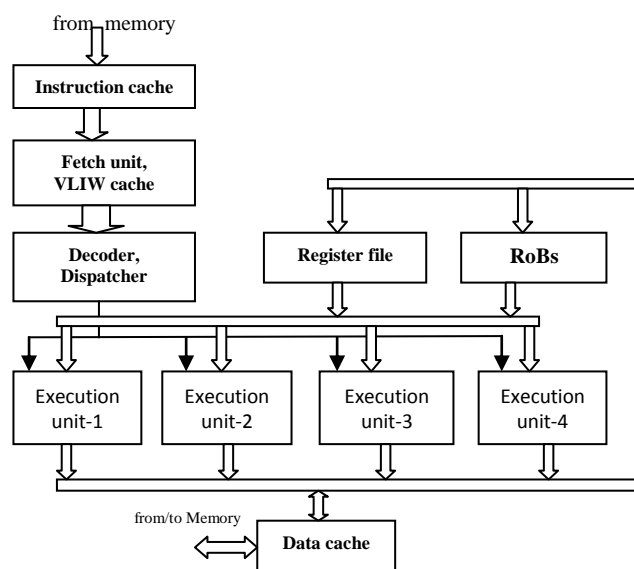 from memory
Instruction cache
Fetch unit,
VLIW cache
Decoder,
Dispatcher
Register file
RoBs
Execution
unit-1
Execution
unit-2
Execution
unit-3
Execution
unit-4
from/to Memory
Data cache